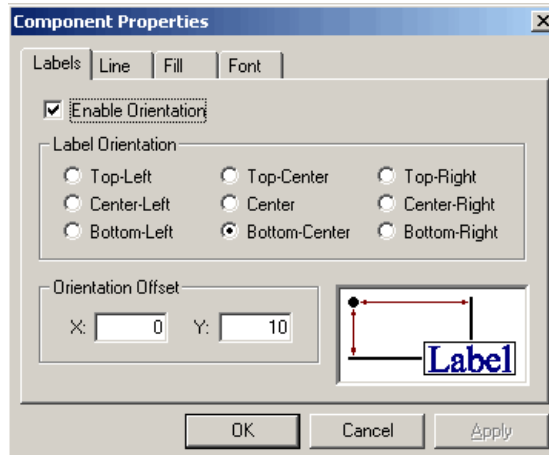 Component Properties
Labels Line Fill Font
Enable Orientation
Label Orientation
Top-Left Top-Center Top-Right
Center-Left Center Center-Right
Bottom-Left Bottom-Center Bottom-Right
Orientation Offset
X: 0 Y: 10
Label
OK Cancel Apply